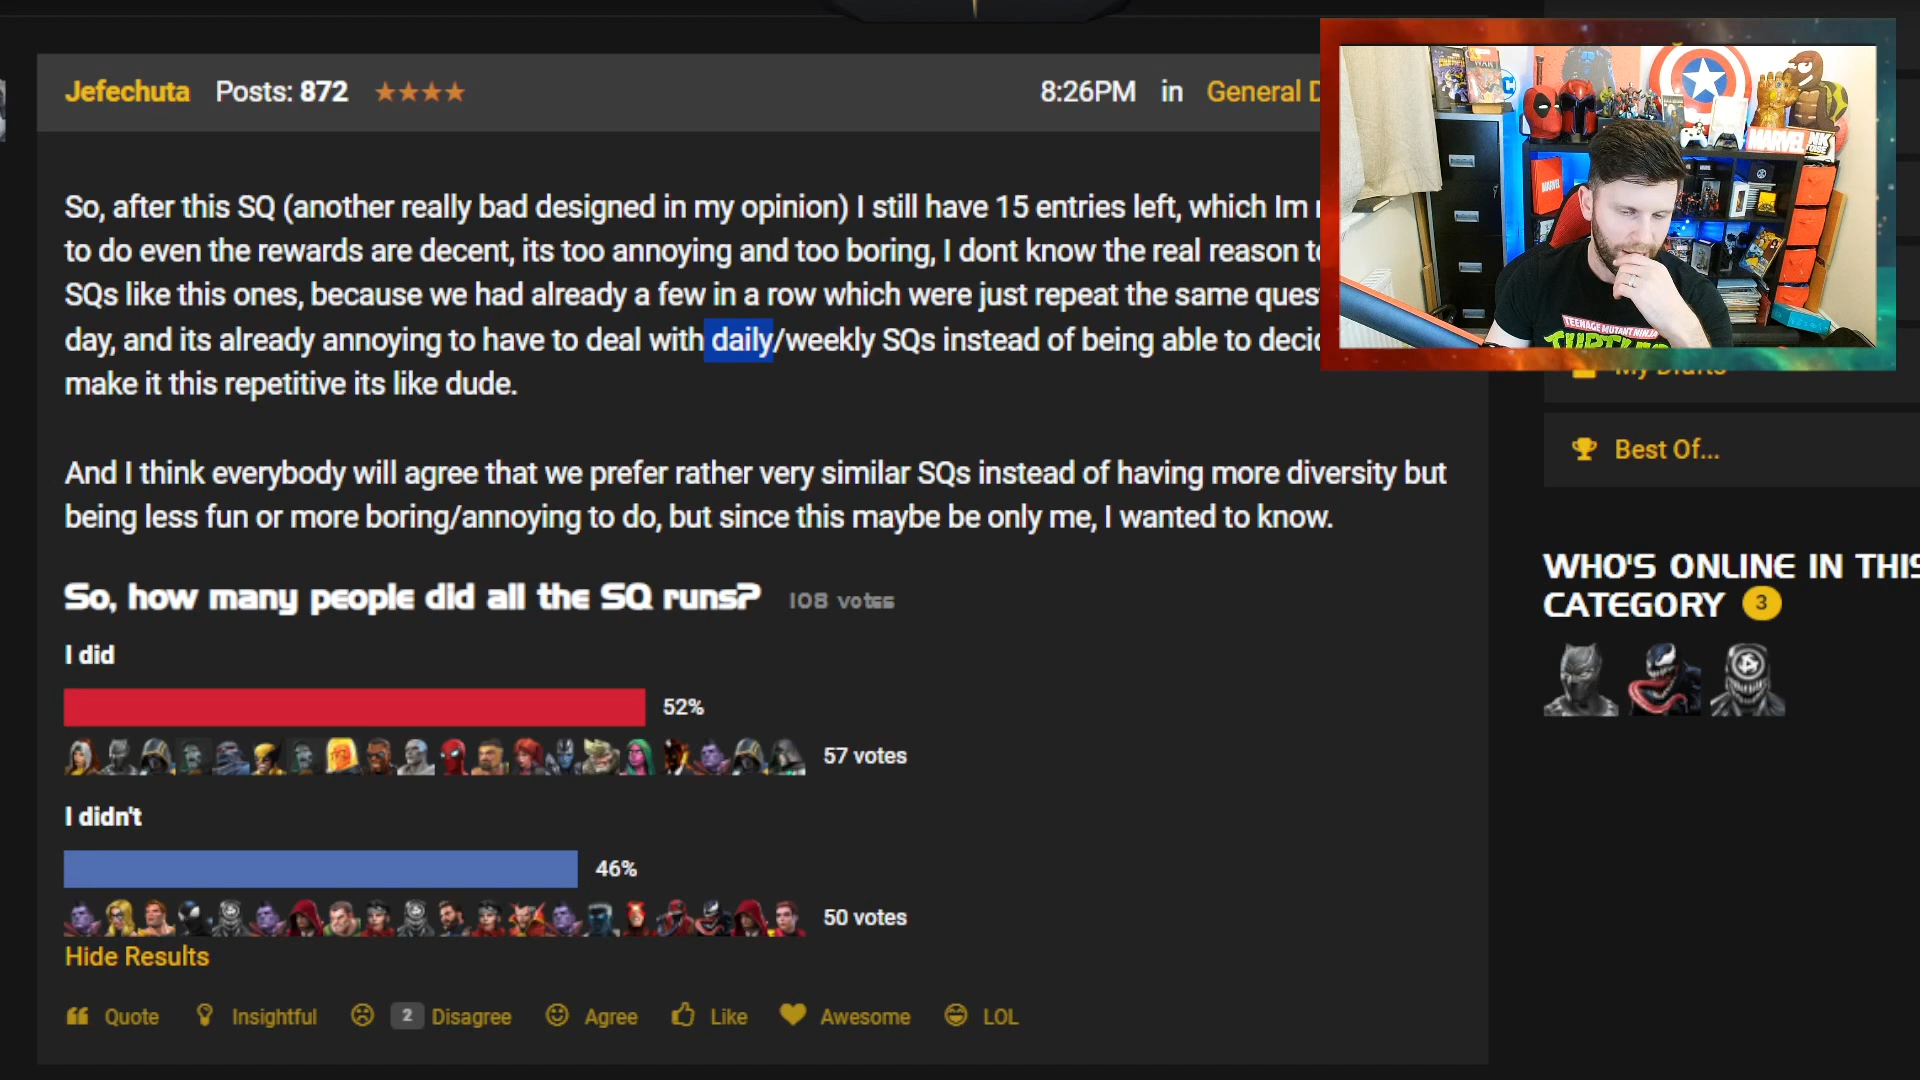 Jefechuta Posts: 872 8:26PM in General
So, after this SQ (another really bad designed in my opinion) I still have 15 entries left, which Im
to do even the rewards are decent, its too annoying and too boring, I dont know the real reason
SQs like this ones, because we had already a few in a row which were just repeat the same
day, and its already annoying to have to deal with daily/weekly SQs instead of being able to
make it this repetitive its like dude.
And I think everybody will agree that we prefer rather very similar SQs instead of having more diversity but
being less fun or more boring/annoying to do, but since this maybe be only me, I wanted to know.
So, how many people did all the SQ runs? 108 votes
I did
52%
57 votes
I didn't
46%
50 votes
Hide Results
Quote Insightful 2 Disagree Agree Like Awesome LOL
MARVEL
MARVEL
TEENAGE MUTANT NINJA
TURTLES
My Drafts
Best Of...
WHO'S ONLINE IN THIS
CATEGORY 3